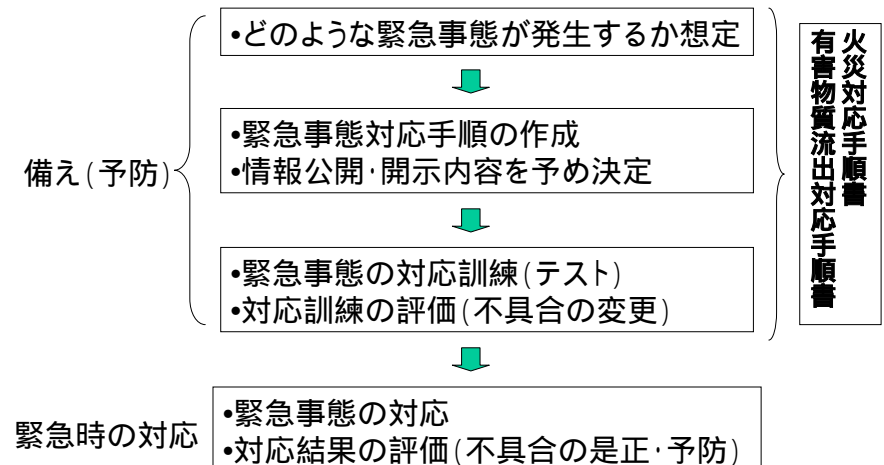 •どのような緊急事態が発生するか想定
•緊急事態対応手順の作成
•情報公開･開示内容を予め決定
備え(予防)
•緊急事態の対応訓練(テスト)
•対応訓練の評価(不具合の変更)
火災対応手順書
有害物質流出対応手順書
緊急時の対応
•緊急事態の対応
•対応結果の評価(不具合の是正･予防)